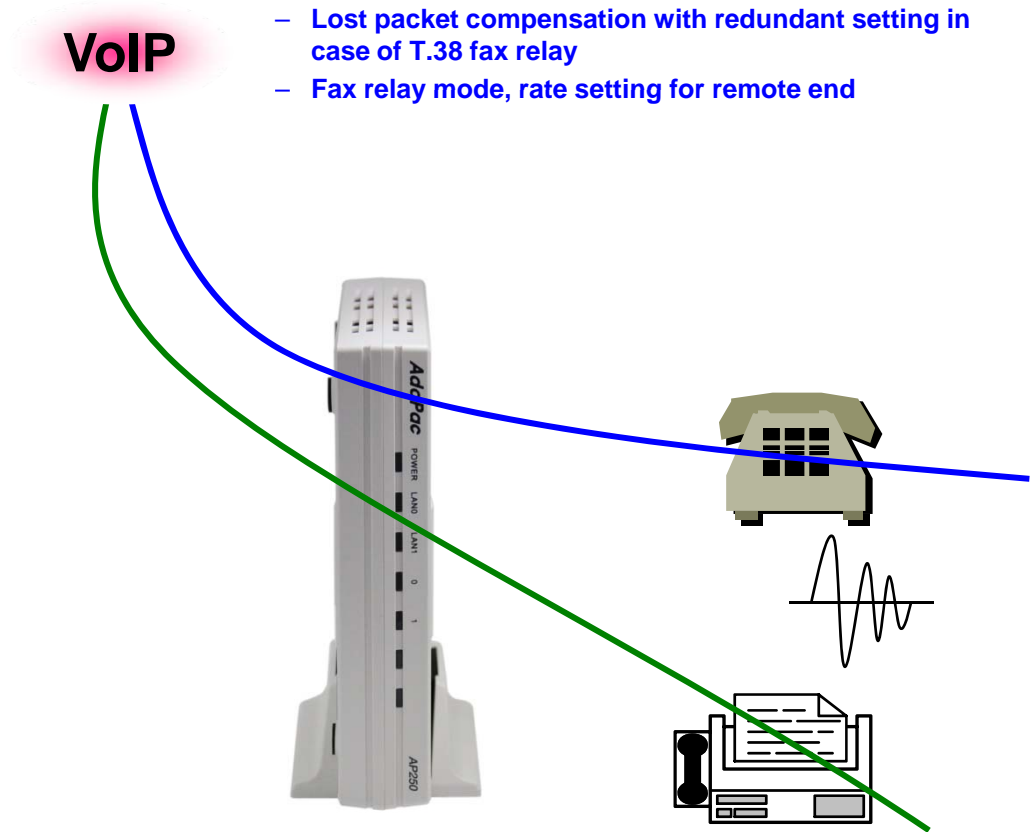 VoIP
– Lost packet compensation with redundant setting in
case of T.38 fax relay
– Fax relay mode, rate setting for remote end
AddPac
POWER
LAN0
LAN1
0
1
AP250